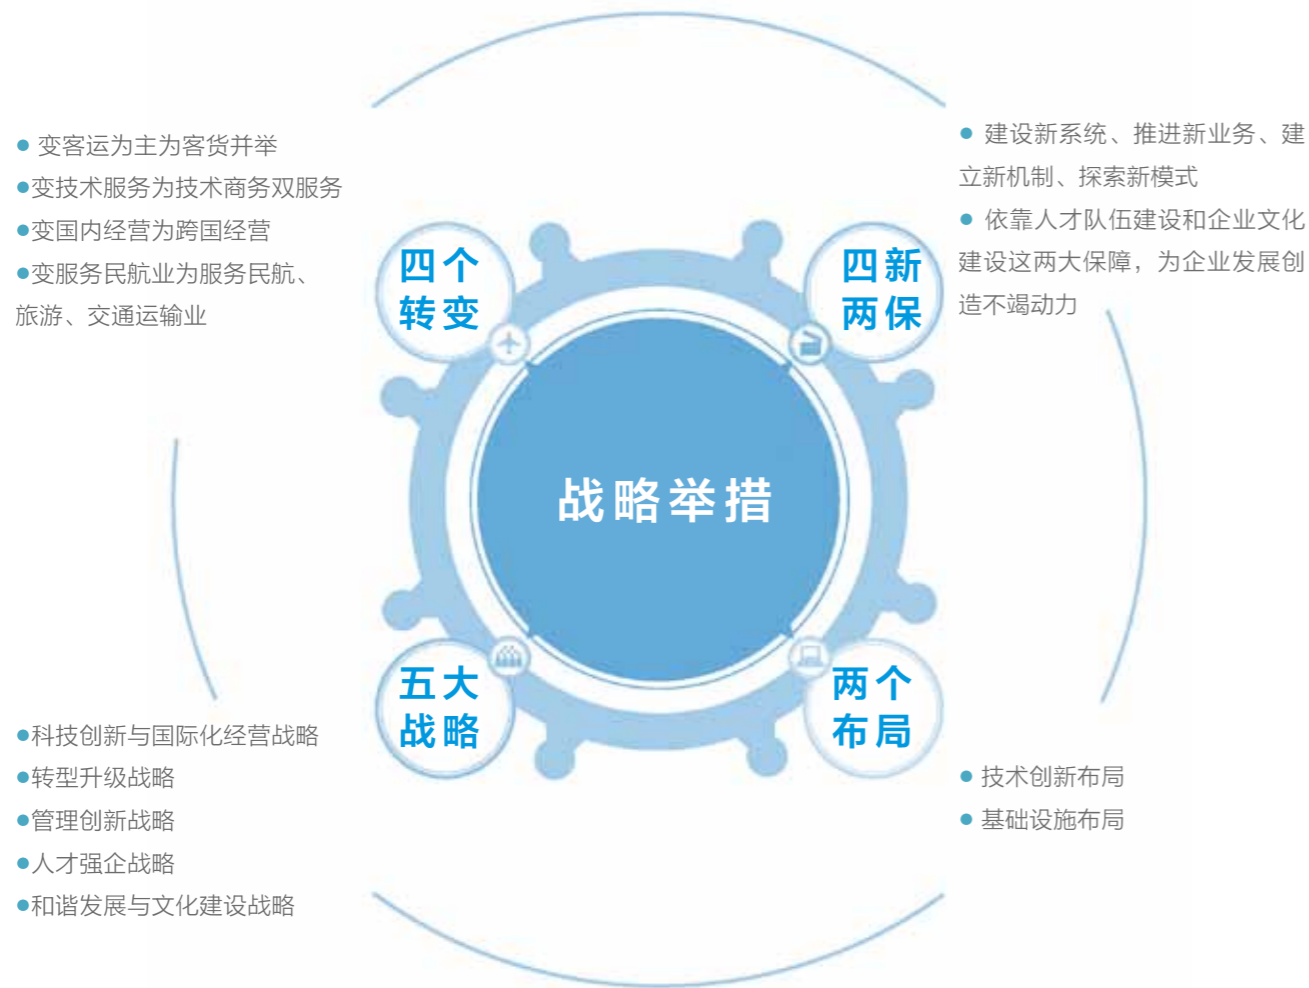 ● 变客运为主为客货并举
●变技术服务为技术商务双服务
●变国内经营为跨国经营
●变服务民航业为服务民航、
旅游、交通运输业
四个
转变
四新
两保
● 建设新系统、推进新业务、建
立新机制、探索新模式
● 依靠人才队伍建设和企业文化
建设这两大保障，为企业发展创
造不竭动力
战略举措
五大
战略
●科技创新与国际化经营战略
●转型升级战略
●管理创新战略
●人才强企战略
●和谐发展与文化建设战略
两个
布局
● 技术创新布局
● 基础设施布局